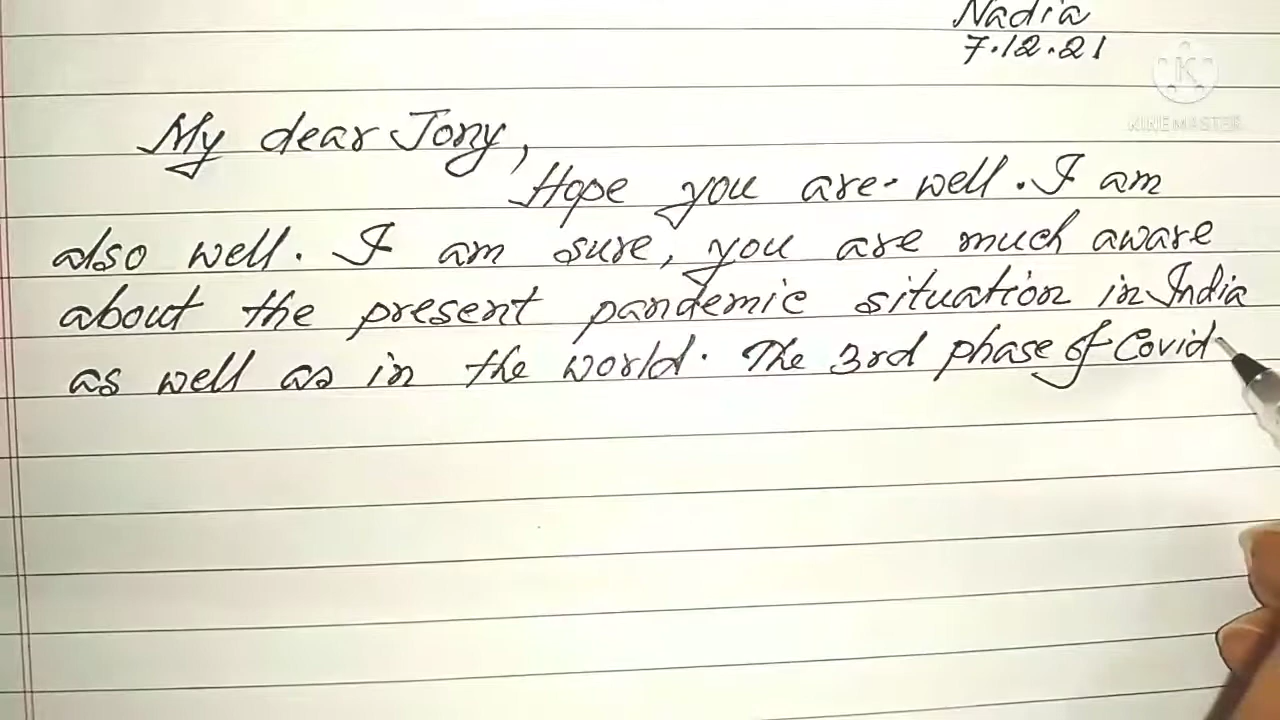 Nadia
7.12.21
My dear Jony,
Hope you are well. I am
also well. I am sure, you are much aware
about the present pandemic situation in India
as well as in the world. The 3rd phase of Covid
K
KINEMASTER